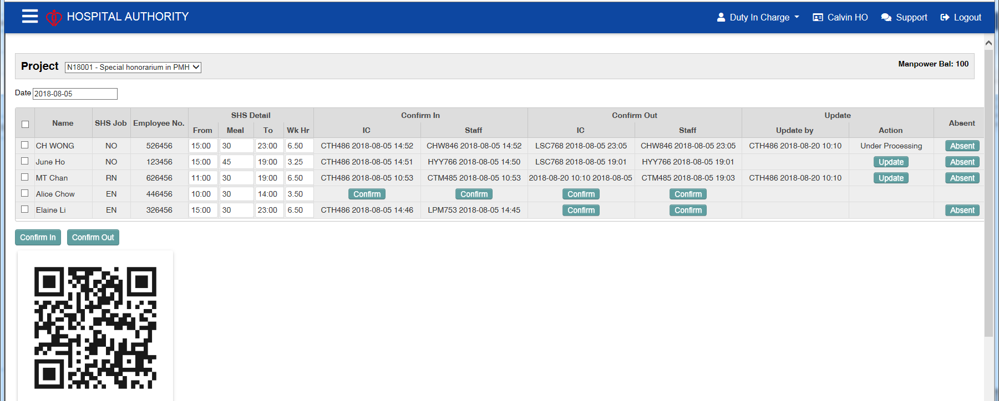 HOSPITAL AUTHORITY Duty In Charge Calvin HO Support Logout
Project N18001 - Special honorarium in PMH Manpower Bal: 100
Date 2018-08-05
SHS Detail Confirm In Confirm Out Update
Name SHS Job Employee No. Absent
From Meal To Wk Hr IC Staff IC Staff Update by Action
CH WONG NO 526456 15:00 30 23:00 6.50 CTH486 2018-08-05 14:52 CHW846 2018-08-05 14:52 LSC768 2018-08-05 23:05 CHW846 2018-08-05 23:05 CTH486 2018-08-20 10:10 Under Processing Absent
June Ho NO 123456 15:00 45 19:00 3.25 CTH486 2018-08-05 14:51 HYY766 2018-08-05 14:50 LSC768 2018-08-05 19:01 HYY766 2018-08-05 19:01 Update Absent
MT Chan RN 626456 11:00 30 19:00 6.50 CTH486 2018-08-05 10:53 CTM485 2018-08-05 10:53 2018-08-20 10:10 2018-08-05 CTM485 2018-08-05 19:03 CTH486 2018-08-20 10:10 Update Absent
Alice Chow EN 446456 10:00 30 14:00 3.50 Confirm Confirm Confirm Confirm
Elaine Li EN 326456 15:00 30 23:00 6.50 CTH486 2018-08-05 14:46 LPM753 2018-08-05 14:45 Confirm Confirm Absent
Confirm In Confirm Out